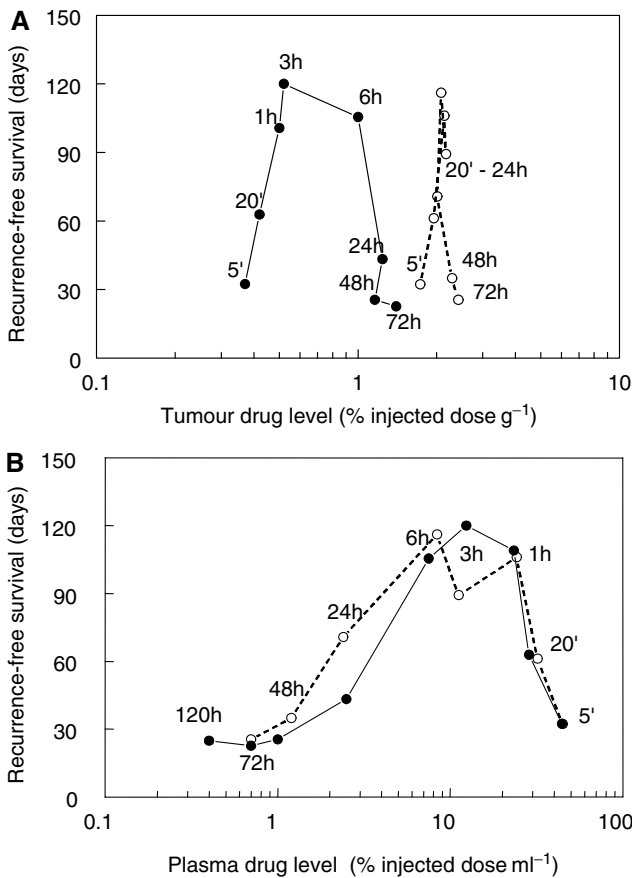 A
Recurrence-free survival (days)
150
120
90
60
30
0
3h
6h
1h
20'
5'
24h
48h
72h
20' - 24h
5'
48h
72h
0.1
1
10
Tumour drug level (% injected dose g⁻¹)
B
Recurrence-free survival (days)
150
120
90
60
30
0
6h
3h
1h
24h
20'
48h
120h
72h
5'
0.1
1
10
100
Plasma drug level (% injected dose ml⁻¹)